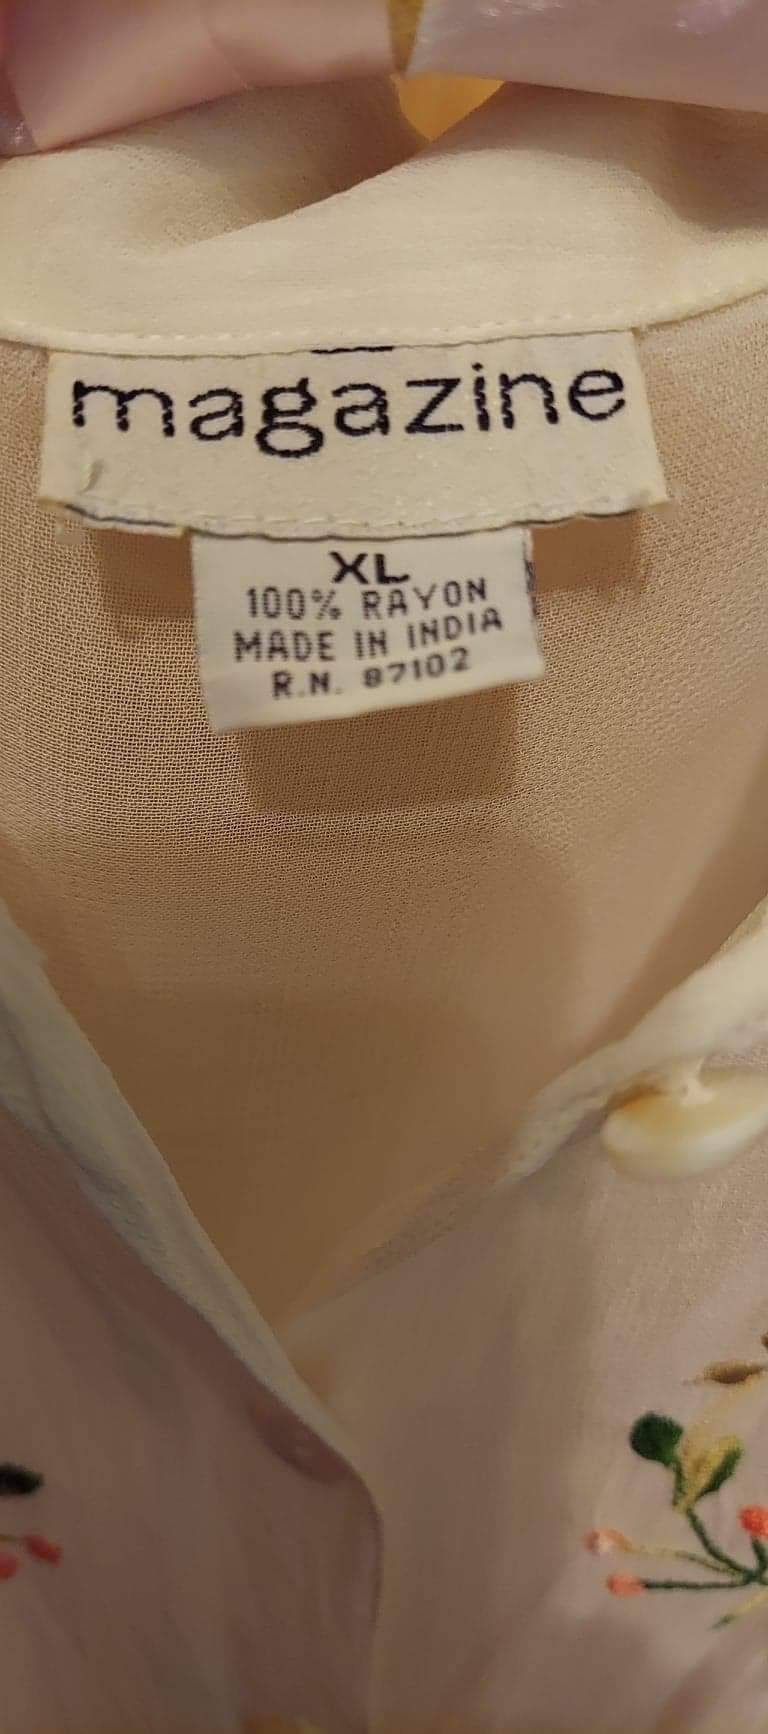 magazine
XL
100% RAYON
MADE IN INDIA
R.N. 87102